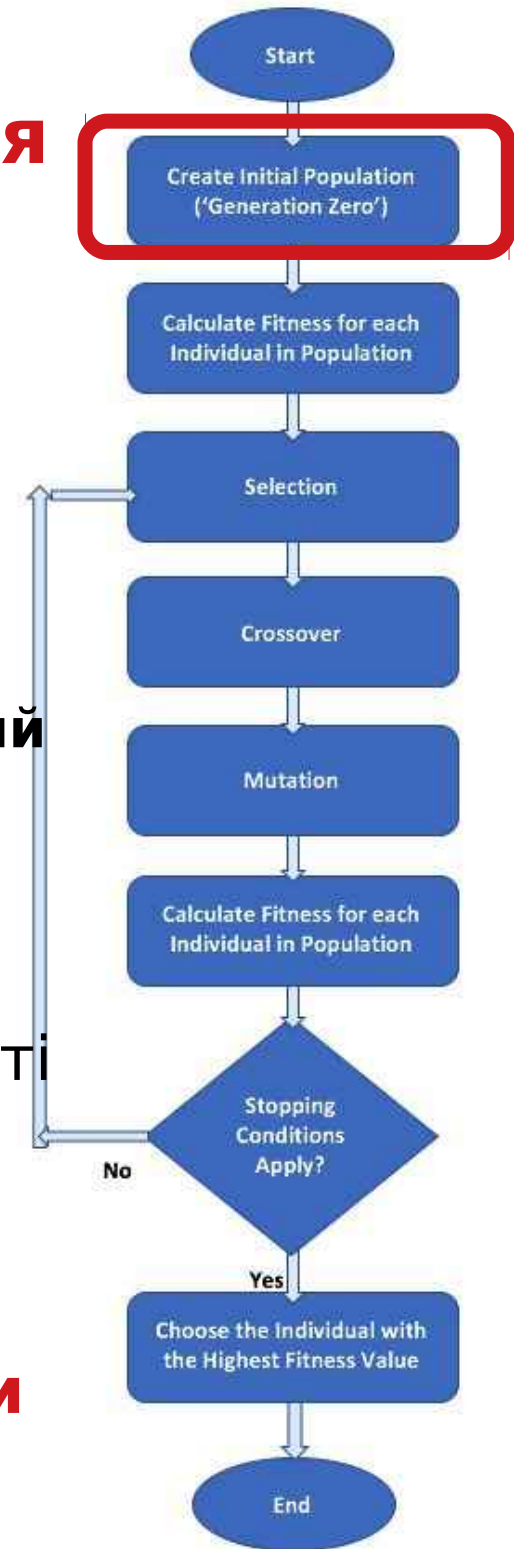 Start
я
Create Initial Population
(‘Generation Zero’)
Calculate Fitness for each
Individual in Population
Selection
Crossover
й
Mutation
Calculate Fitness for each
Individual in Population
ті
Stopping
Conditions
Apply?
No
Yes
Choose the Individual with
the Highest Fitness Value
и
End